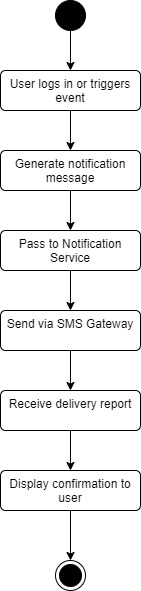 User logs in or triggers
event
Generate notification
message
Pass to Notification
Service
Send via SMS Gateway
Receive delivery report
Display confirmation to
user